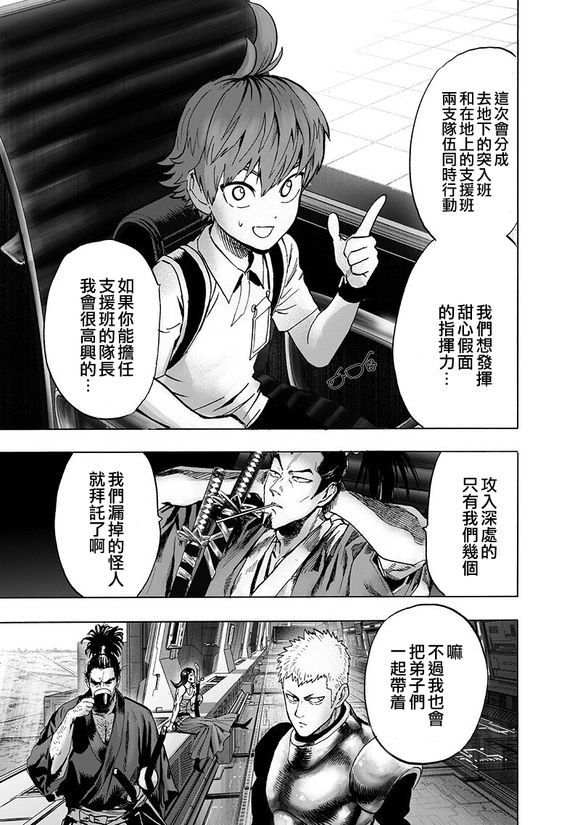 這次會分成
去地下的突入班
和在地上的支援班
兩支隊伍同時行動
我們想發揮
甜心假面
的指揮力…
如果你能擔任
支援班的隊長
我會很高興的…
攻入深處的
只有我們幾個
我們漏掉的怪人
就拜託了啊
嘛
不過我也會
把弟子們
一起帶着